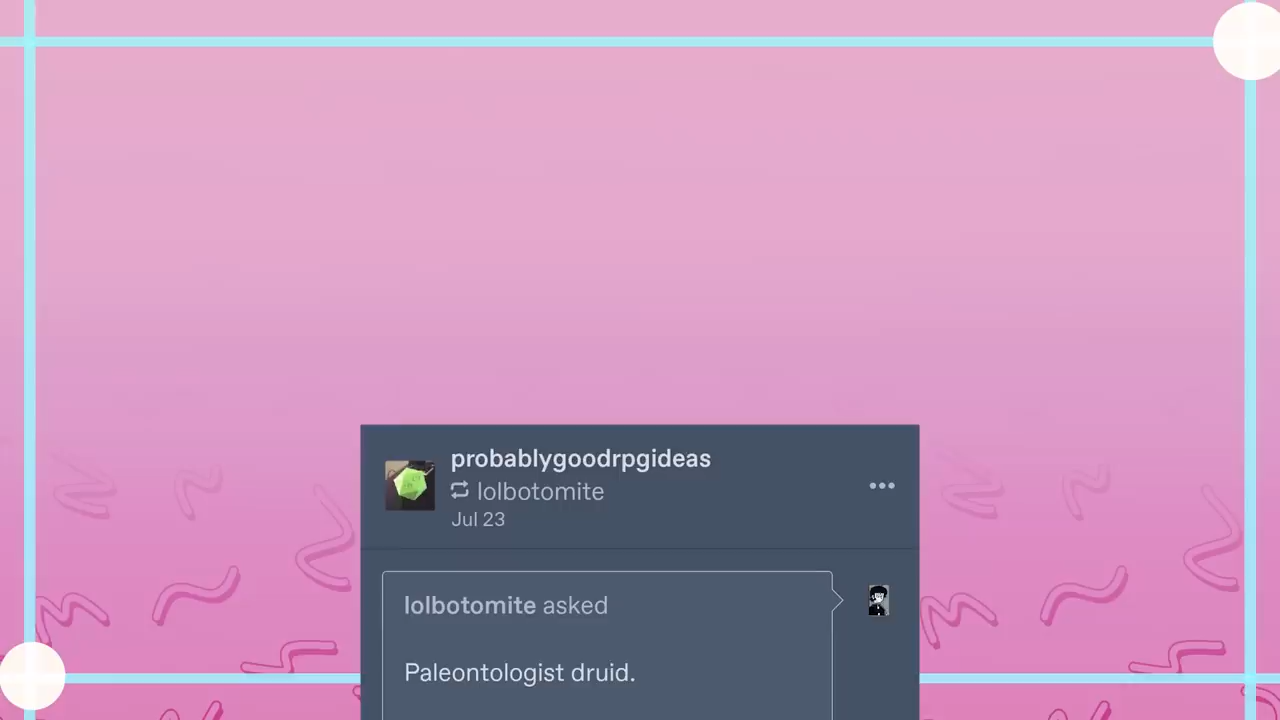 probablygoodrpgideas
lolbotomite
Jul 23
lolbotomite asked
Paleontologist druid.